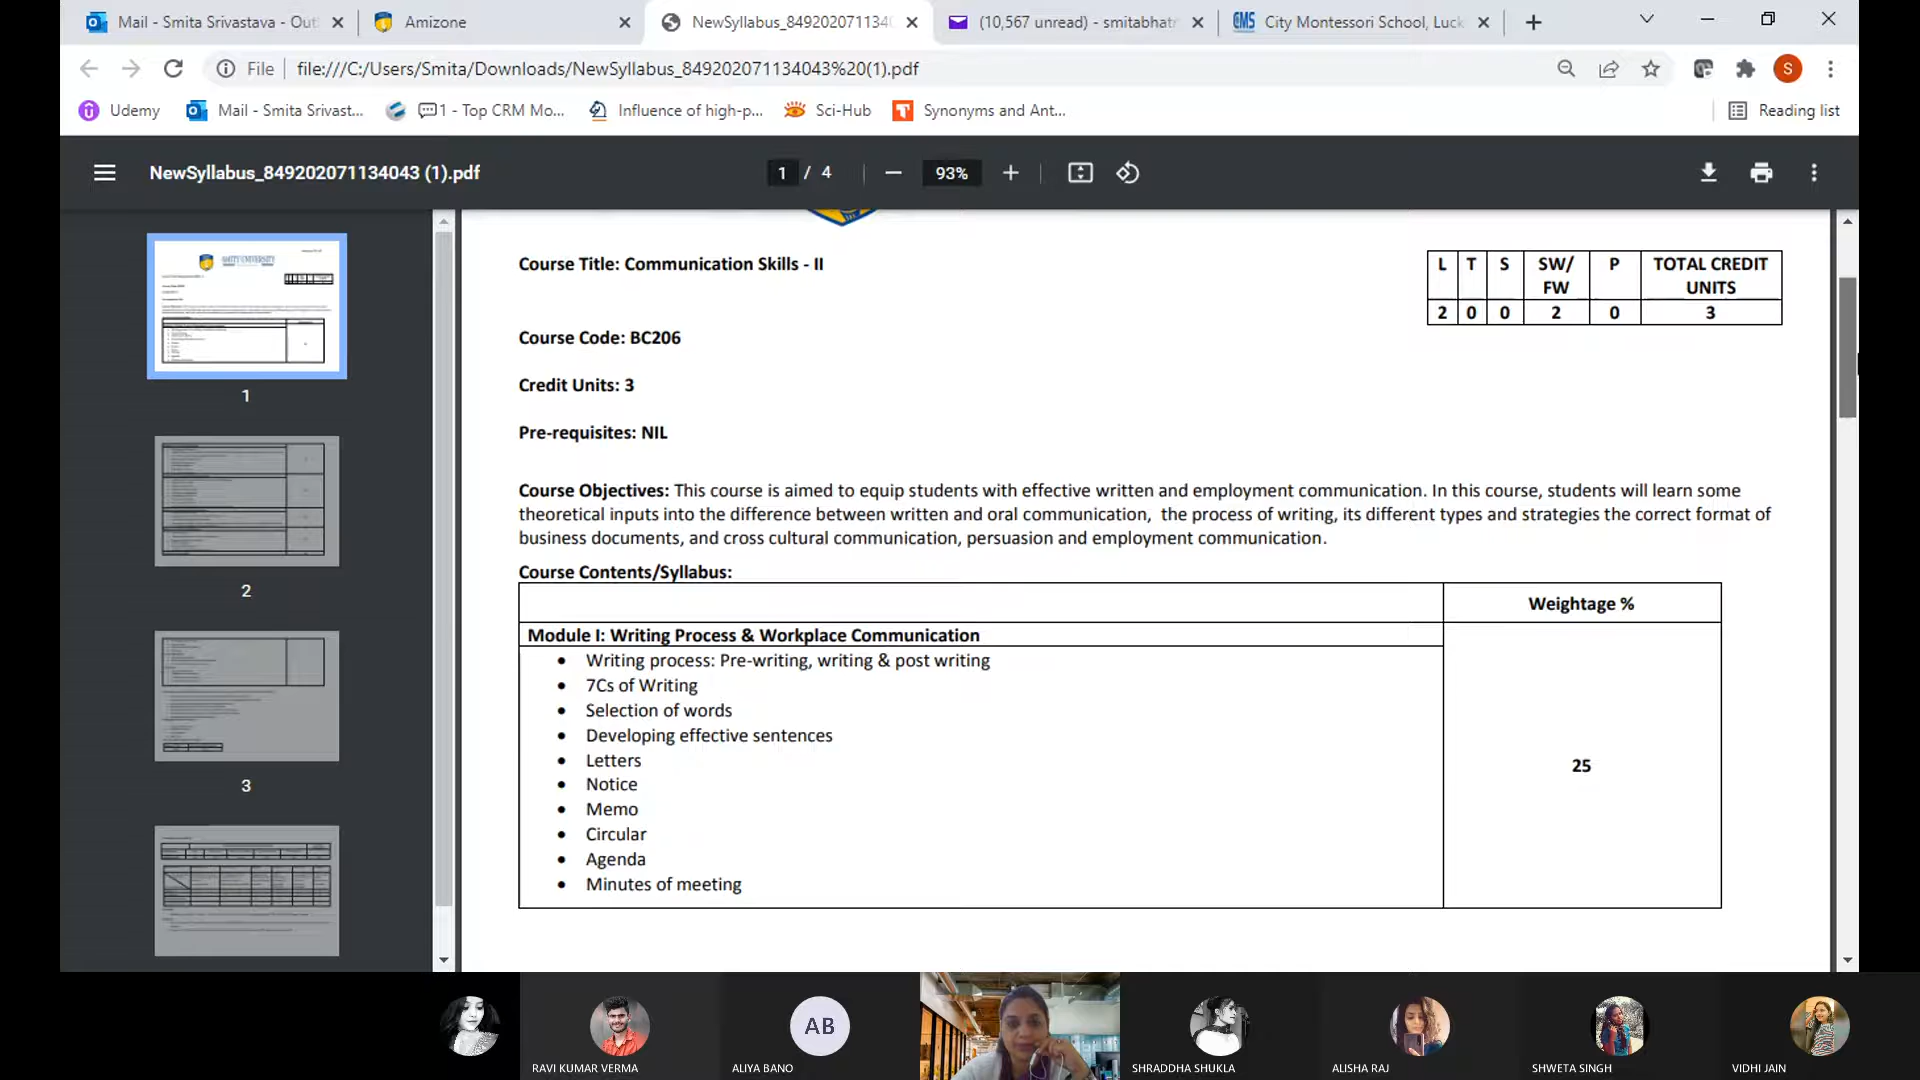 Mail - Smita Srivastava - Out
Amizone
NewSyllabus_8492020711340
(10,567 unread) - smitabhatn
CMS City Montessori School, Luck
File
file:///C:/Users/Smita/Downloads/NewSyllabus_849202071134043%20(1).pdf
S
Udemy
Mail - Smita Srivast...
1 - Top CRM Mo...
Influence of high-p...
Sci-Hub
Synonyms and Ant...
Reading list
NewSyllabus_849202071134043 (1).pdf
1 / 4
93%
AMITY UNIVERSITY
1
2
3
Course Title: Communication Skills - II
L T S SW/ FW P TOTAL CREDIT UNITS
2 0 0 2 0 3
Course Code: BC206
Credit Units: 3
Pre-requisites: NIL
Course Objectives: This course is aimed to equip students with effective written and employment communication. In this course, students will learn some
theoretical inputs into the difference between written and oral communication, the process of writing, its different types and strategies the correct format of
business documents, and cross cultural communication, persuasion and employment communication.
Course Contents/Syllabus:
Weightage %
Module I: Writing Process & Workplace Communication
• Writing process: Pre-writing, writing & post writing
• 7Cs of Writing
• Selection of words
• Developing effective sentences
• Letters
• Notice
• Memo
• Circular
• Agenda
• Minutes of meeting
25
AB
RAVI KUMAR VERMA
ALIYA BANO
SHRADDHA SHUKLA
ALISHA RAJ
SHWETA SINGH
VIDHI JAIN